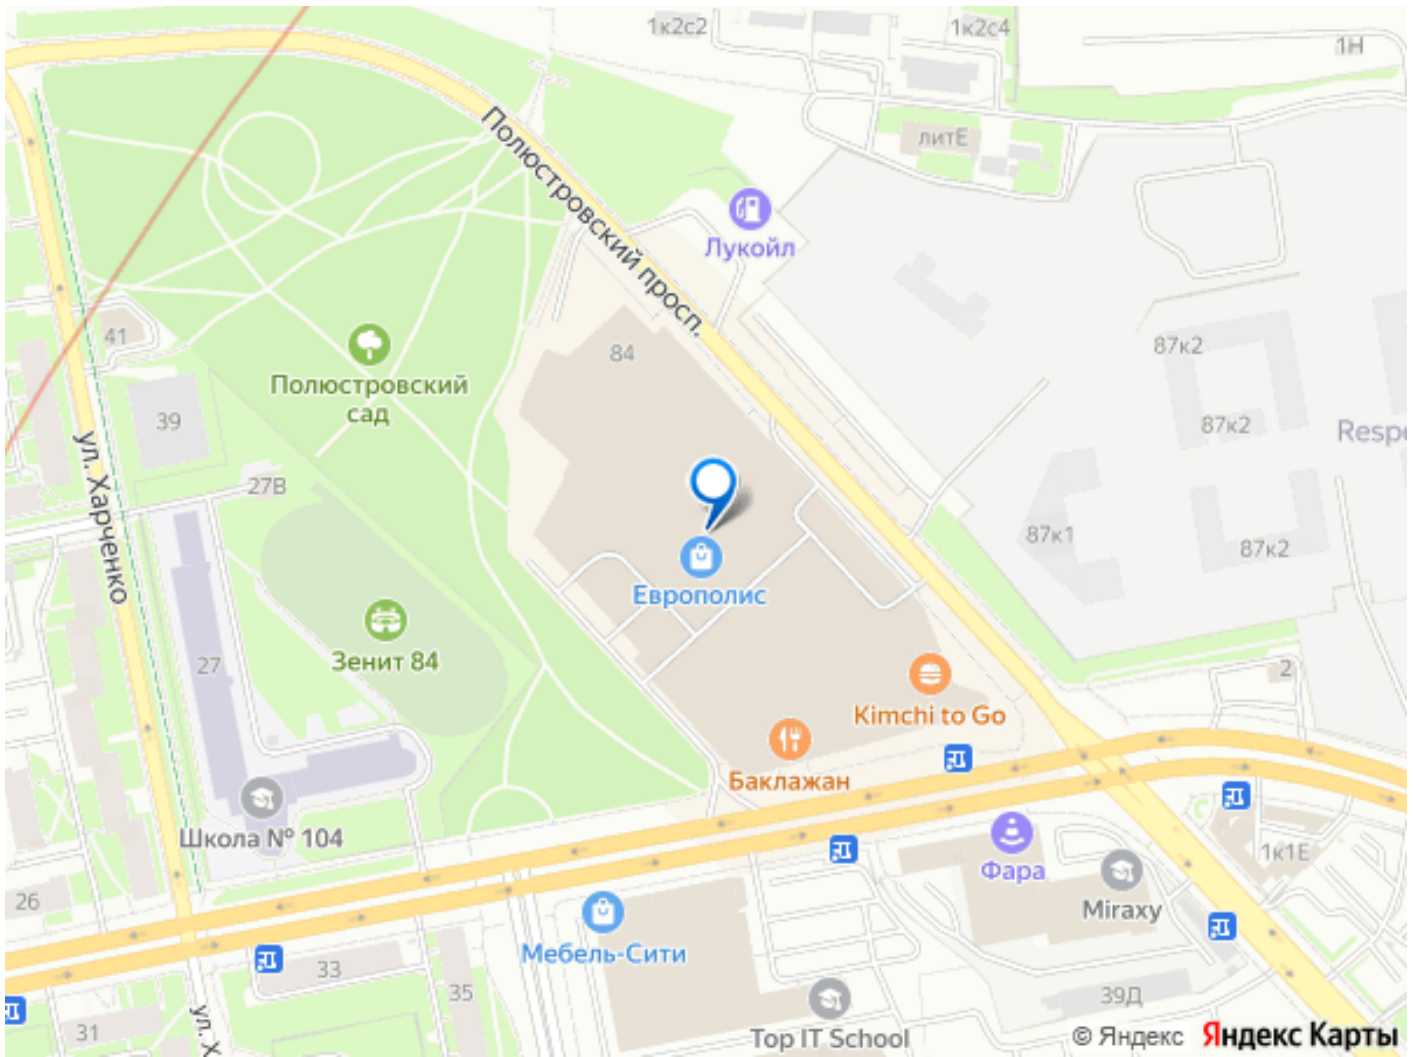 1к2с2
1к2с4
1Н
литЕ
Полюстровский просп.
Лукойл
41
84
87к2
Полюстровский
сад
39
87к2
Respe
ул. Харченко
27В
87к1
87к2
Европолис
Зенит 84
27
2
Kimchi to Go
Баклажан
Школа № 104
Фара
1к1Е
Miraxy
26
Мебель-Сити
33
35
39Д
ул. Х
31
Top IT School
© Яндекс Яндекс Карты